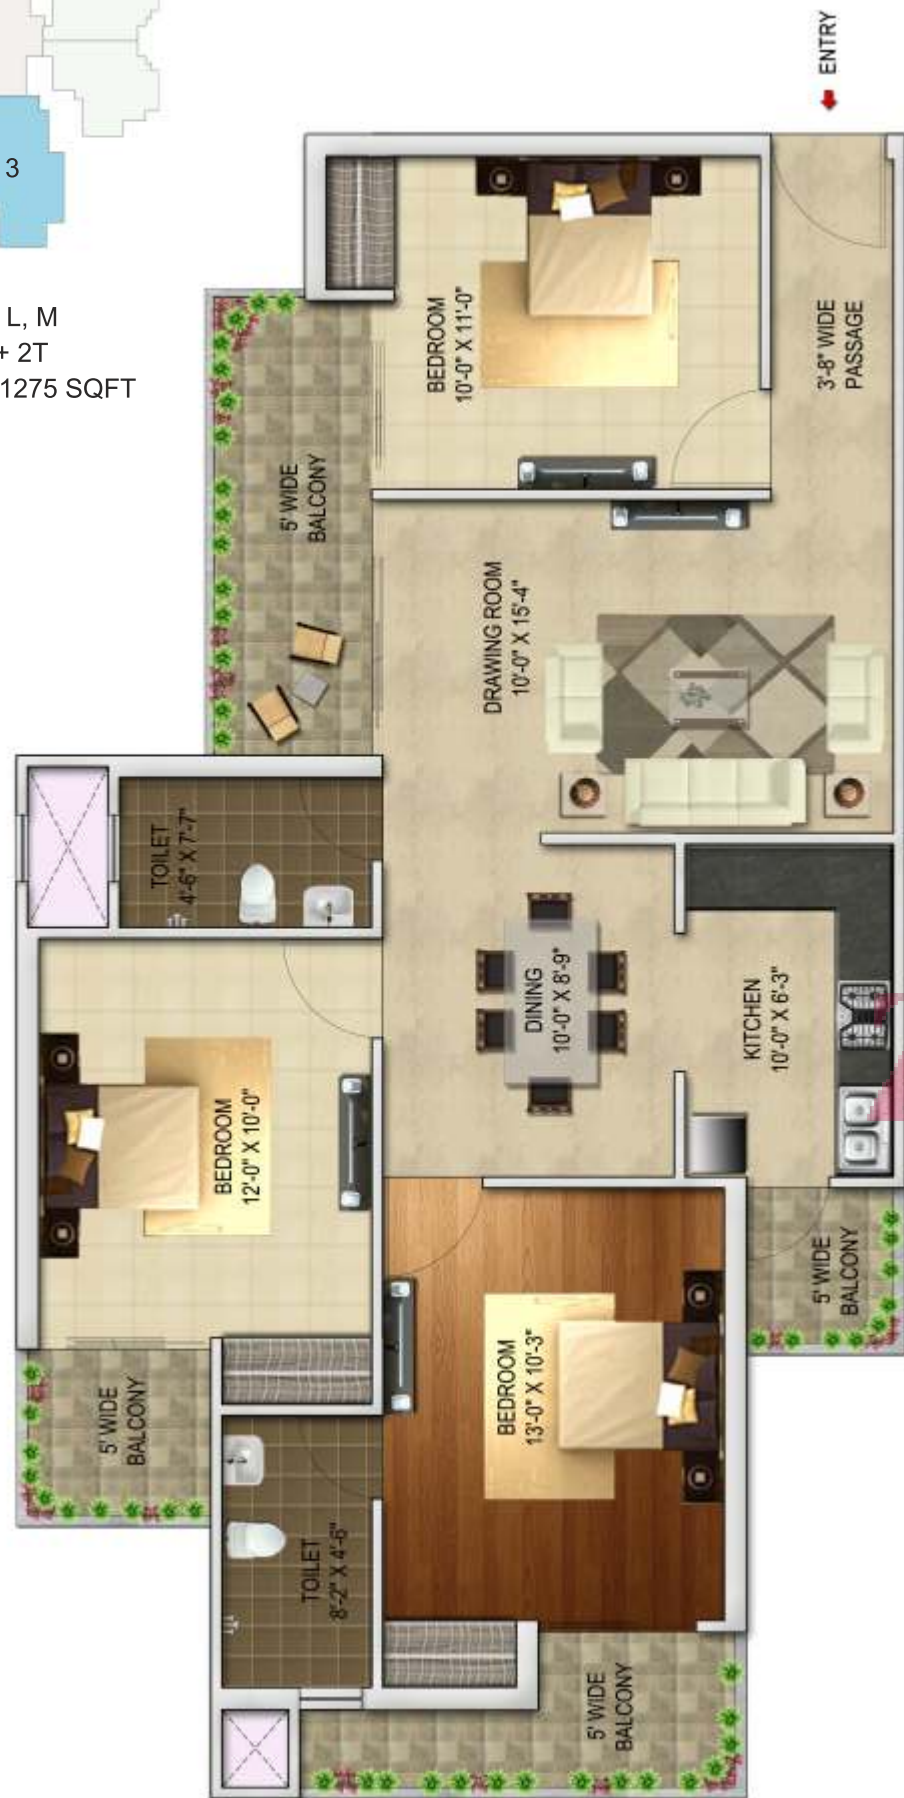 ENTRY
3
L, M
+ 2T
1275 SQFT
BEDROOM
10'-0" X 11'-0"
3'-8" WIDE
PASSAGE
5' WIDE
BALCONY
DRAWING ROOM
10'-0" X 15'-4"
TOILET
4'-6" X 7'-7"
DINING
10'-0" X 8'-9"
KITCHEN
10'-0" X 6'-3"
BEDROOM
12'-0" X 10'-0"
5' WIDE
BALCONY
BEDROOM
13'-0" X 10'-3"
5' WIDE
BALCONY
TOILET
8'-2" X 4'-6"
5' WIDE
BALCONY